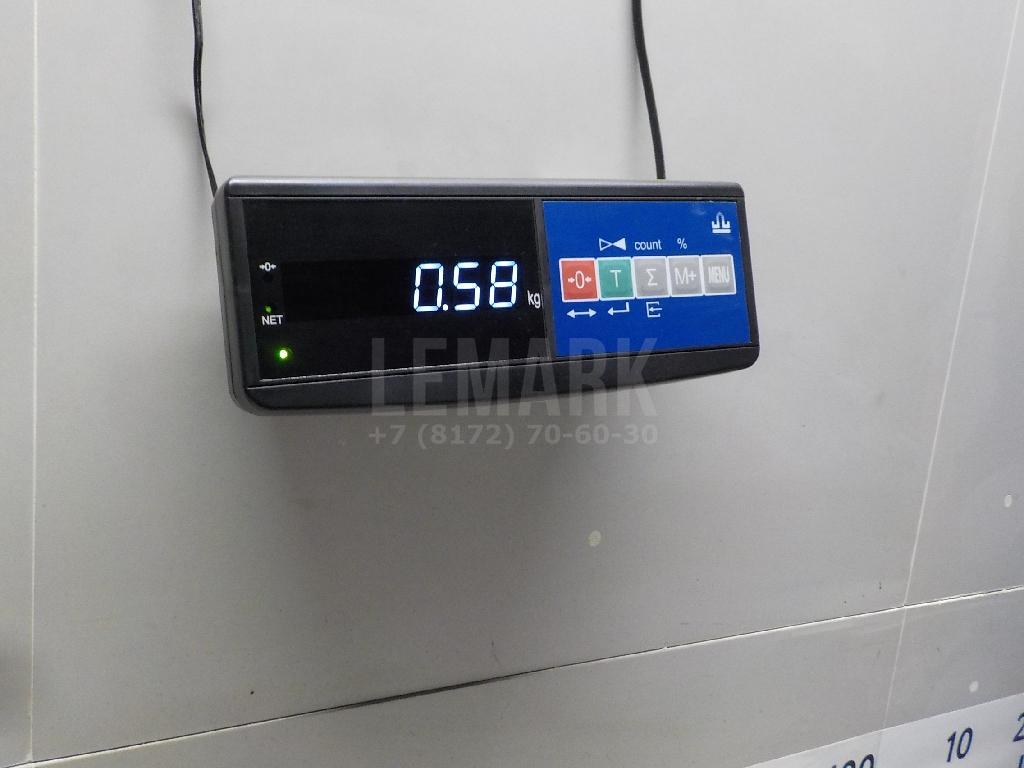 count %
→0←
0.58 kg
→0← T Σ M+ MENU
NET
LEMARK
+7 (8172) 70-60-30
10